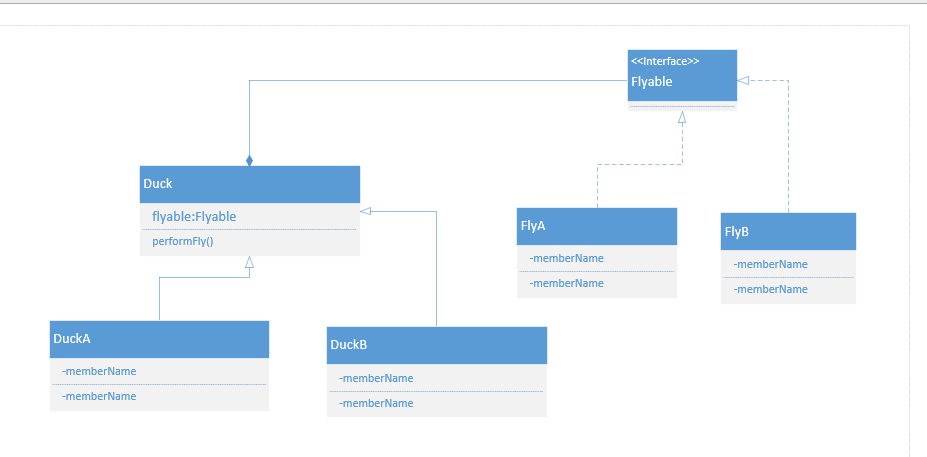 <<Interface>>
Flyable
Duck
flyable:Flyable
performFly()
FlyA
-memberName
-memberName
FlyB
-memberName
-memberName
DuckA
-memberName
-memberName
DuckB
-memberName
-memberName